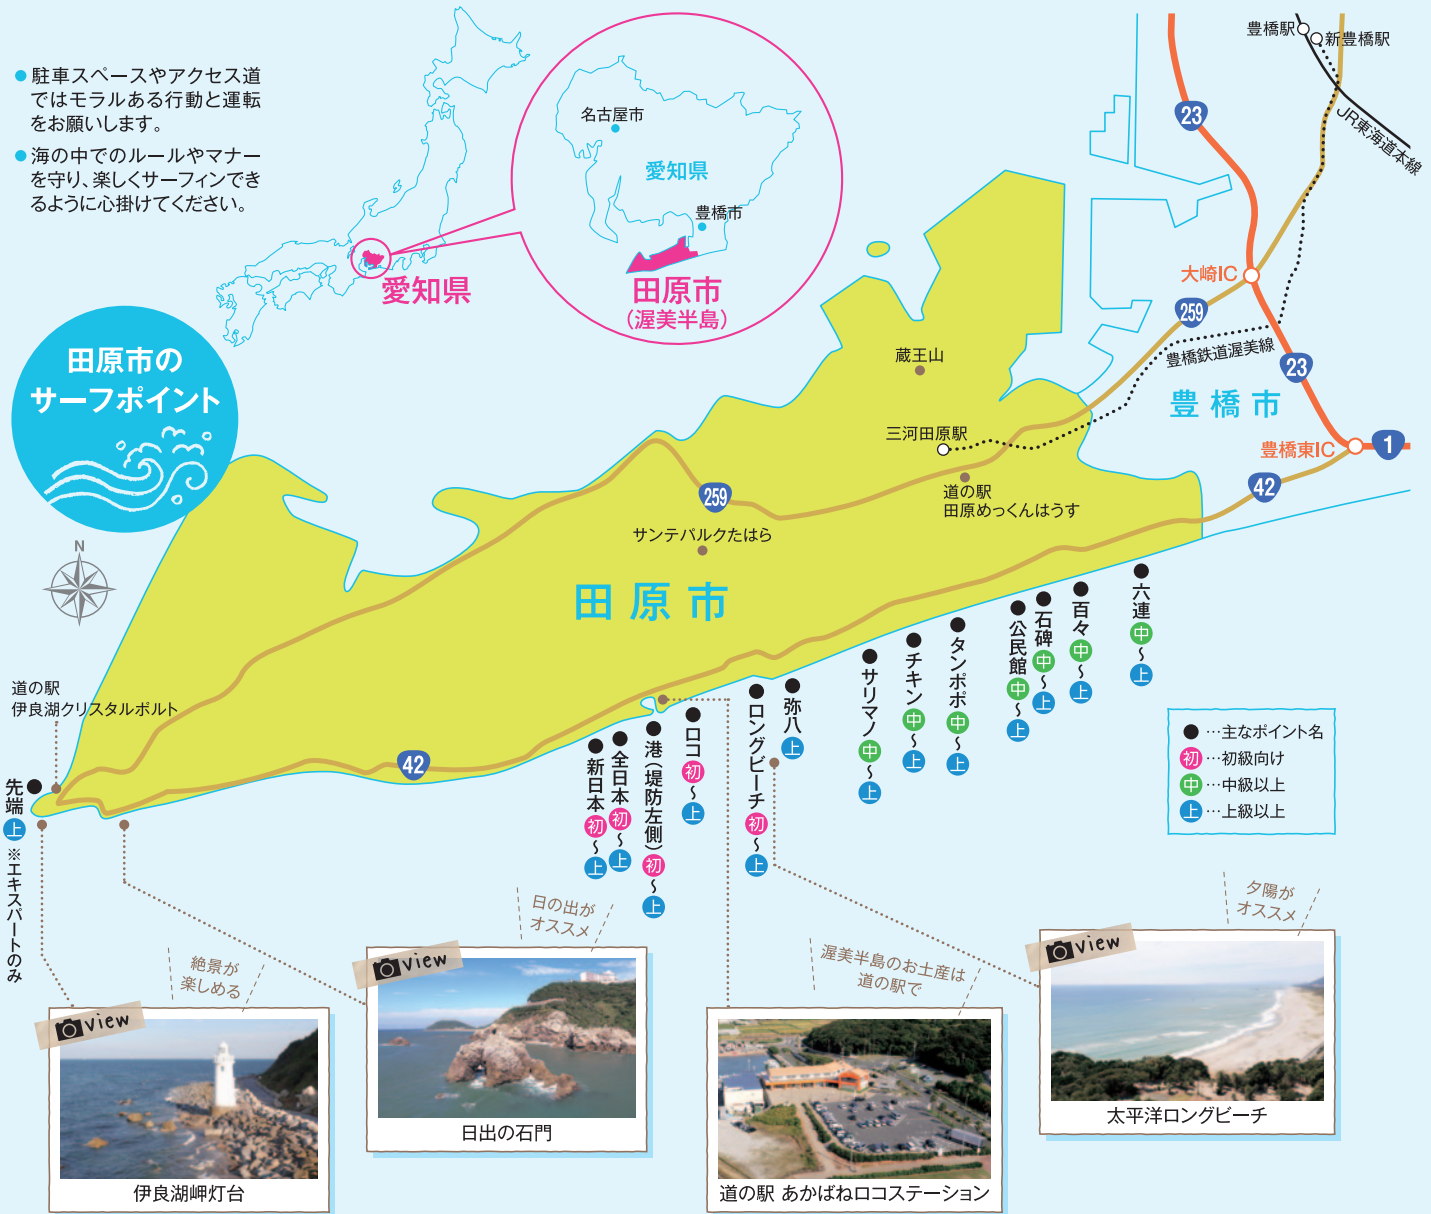 ● 駐車スペースやアクセス道
ではモラルある行動と運転
をお願いします。
● 海の中でのルールやマナー
を守り、楽しくサーフィンでき
るように心掛けてください。
愛知県
名古屋市
愛知県
豊橋市
田原市
(渥美半島)
田原市の
サーフポイント
N
豊橋駅
新豊橋駅
JR東海道本線
23
大崎IC
259
豊橋鉄道渥美線
23
豊橋市
豊橋東IC
1
42
蔵王山
三河田原駅
道の駅
田原めっくんはうす
259
サンテパルクたはら
田原市
42
道の駅
伊良湖クリスタルポルト
先端 上 ※エキスパートのみ
新日本 初〜上
全日本 初〜上
港(堤防左側) 初〜上
ロコ 初〜上
ロングビーチ 初〜上
弥八 上
サリマノ 中〜上
チキン 中〜上
タンポポ 中〜上
公民館 中〜上
石碑 中〜上
百々 中〜上
六連 中〜上
● …主なポイント名
初 …初級向け
中 …中級以上
上 …上級以上
絶景が
楽しめる
view
伊良湖岬灯台
日の出が
オススメ
view
日出の石門
渥美半島のお土産は
道の駅で
道の駅 あかばねロコステーション
夕陽が
オススメ
view
太平洋ロングビーチ